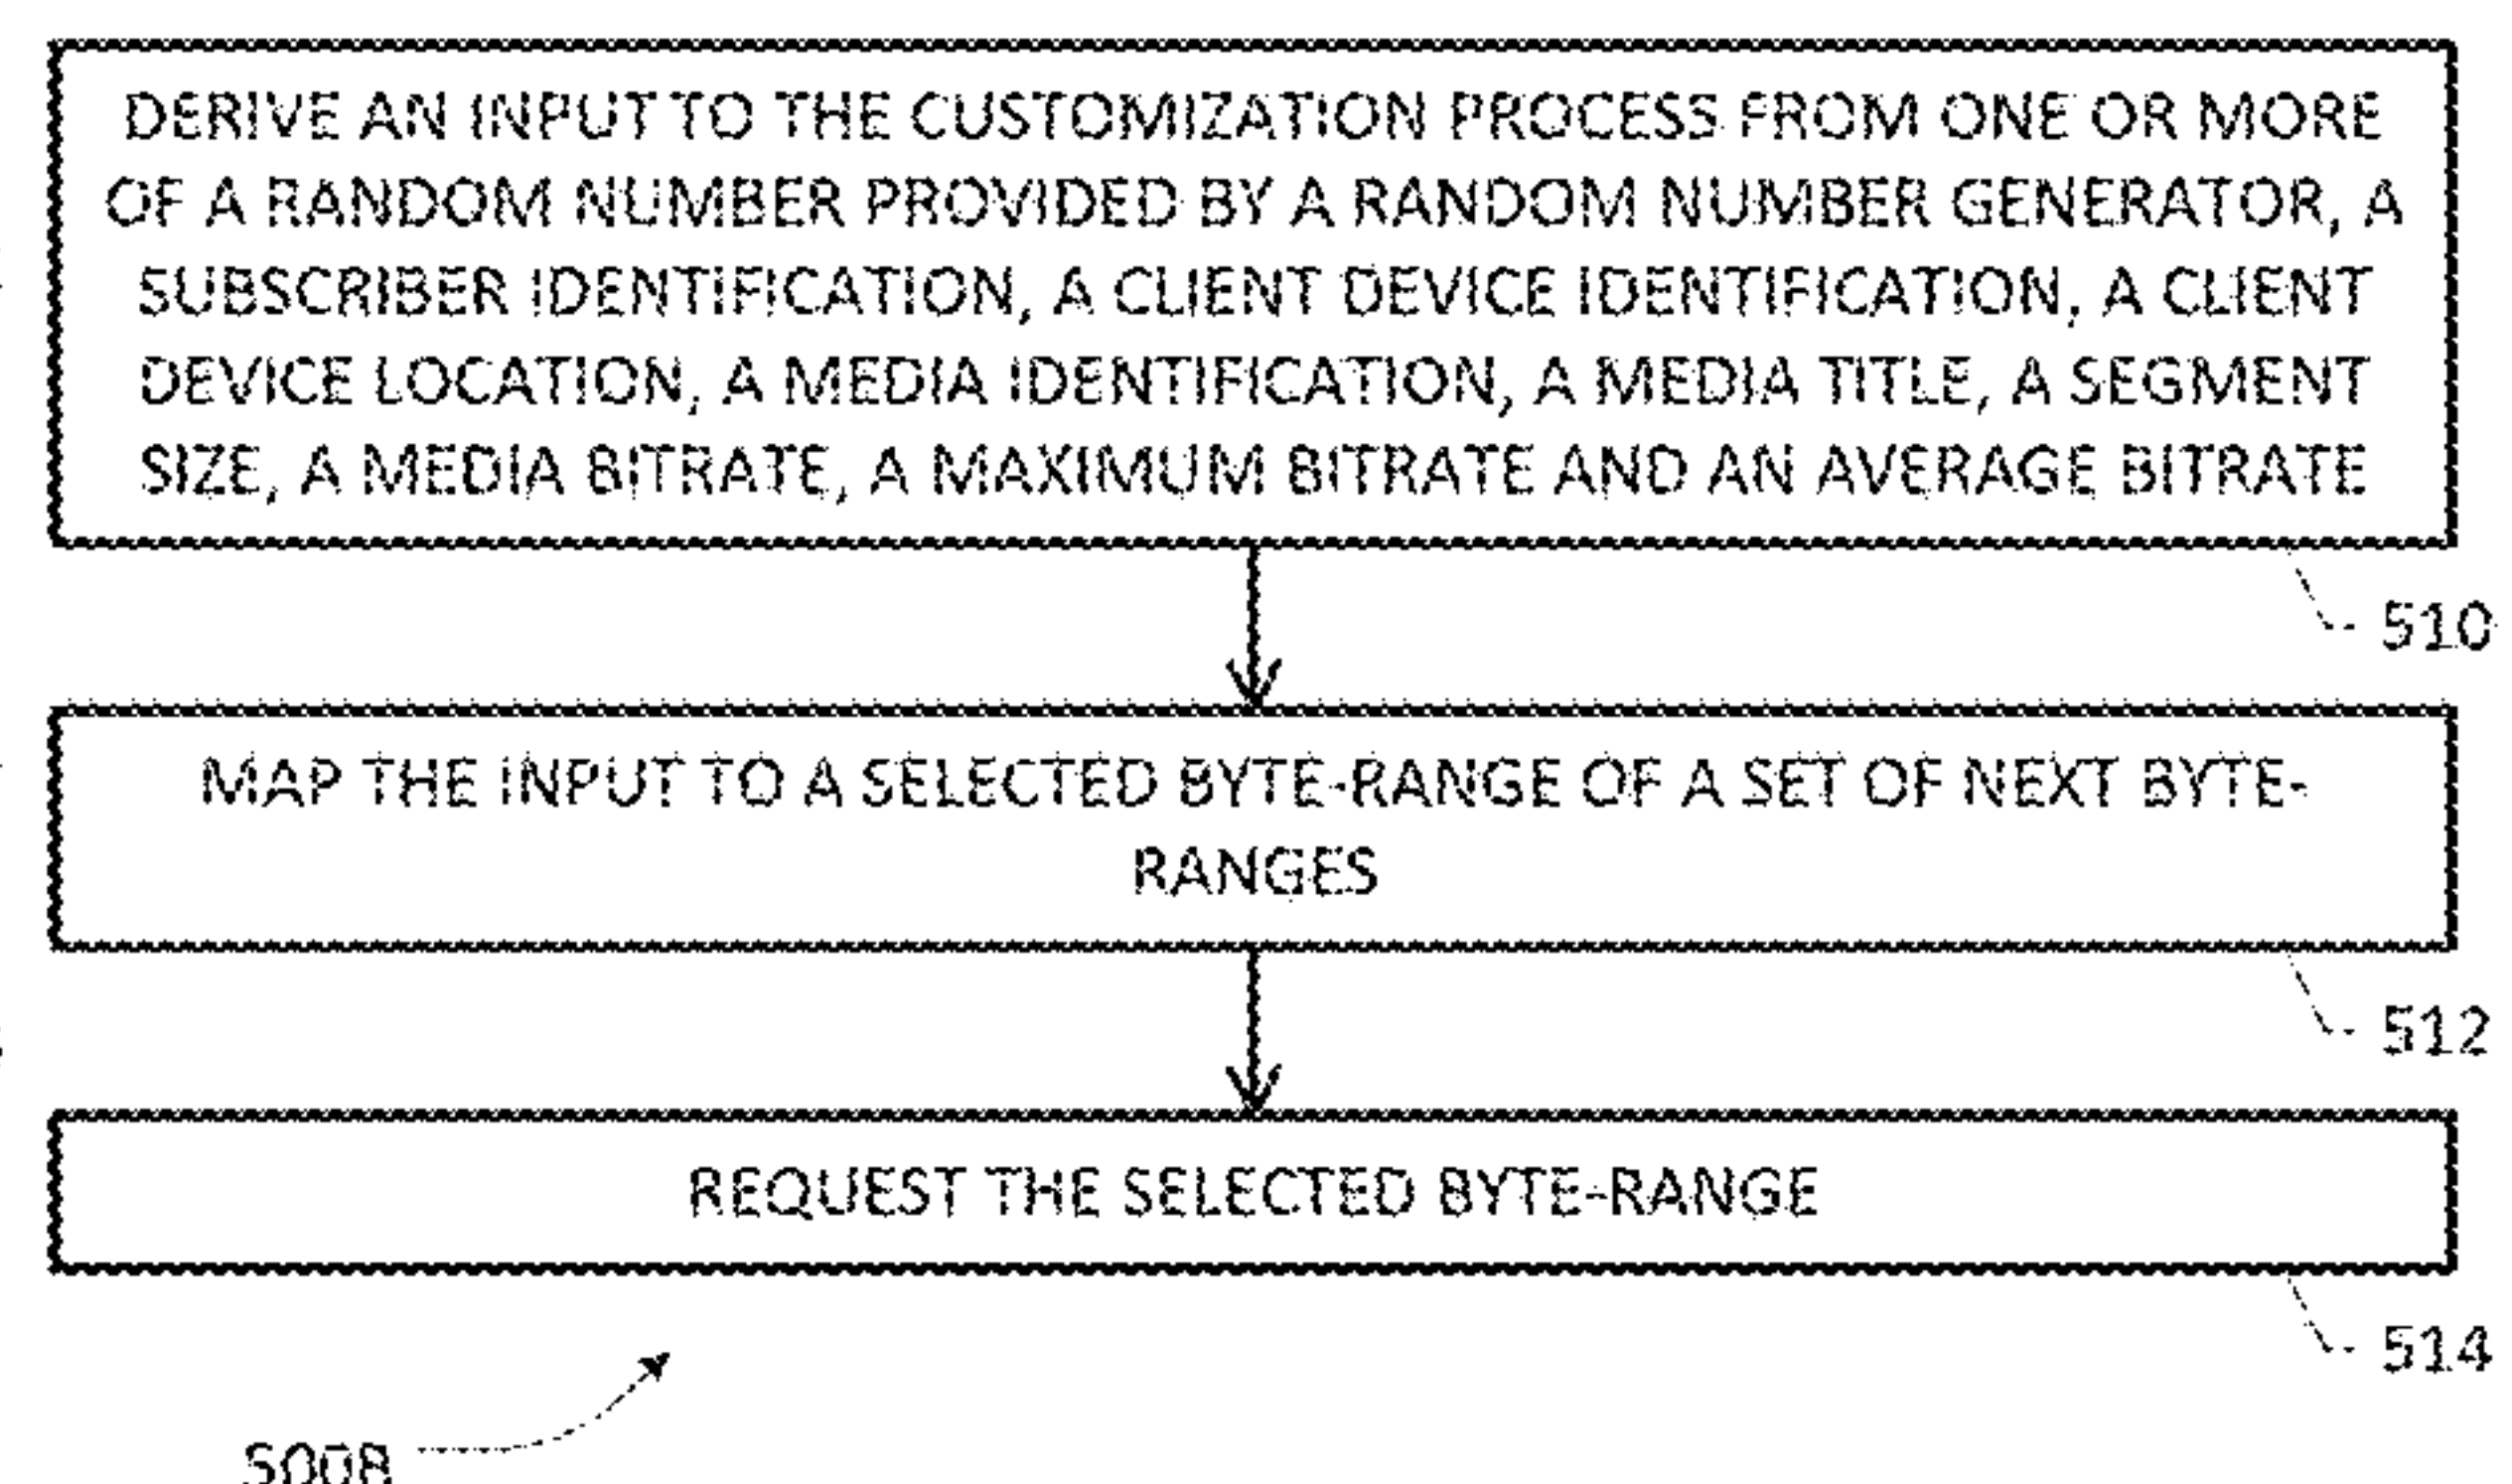 DERIVE AN INPUT TO THE CUSTOMIZATION PROCESS FROM ONE OR MORE
OF A RANDOM NUMBER PROVIDED BY A RANDOM NUMBER GENERATOR, A
SUBSCRIBER IDENTIFICATION, A CLIENT DEVICE IDENTIFICATION, A CLIENT
DEVICE LOCATION, A MEDIA IDENTIFICATION, A MEDIA TITLE, A SEGMENT
SIZE, A MEDIA BITRATE, A MAXIMUM BITRATE AND AN AVERAGE BITRATE
510
MAP THE INPUT TO A SELECTED BYTE-RANGE OF A SET OF NEXT BYTE-
RANGES
512
REQUEST THE SELECTED BYTE-RANGE
514
500B